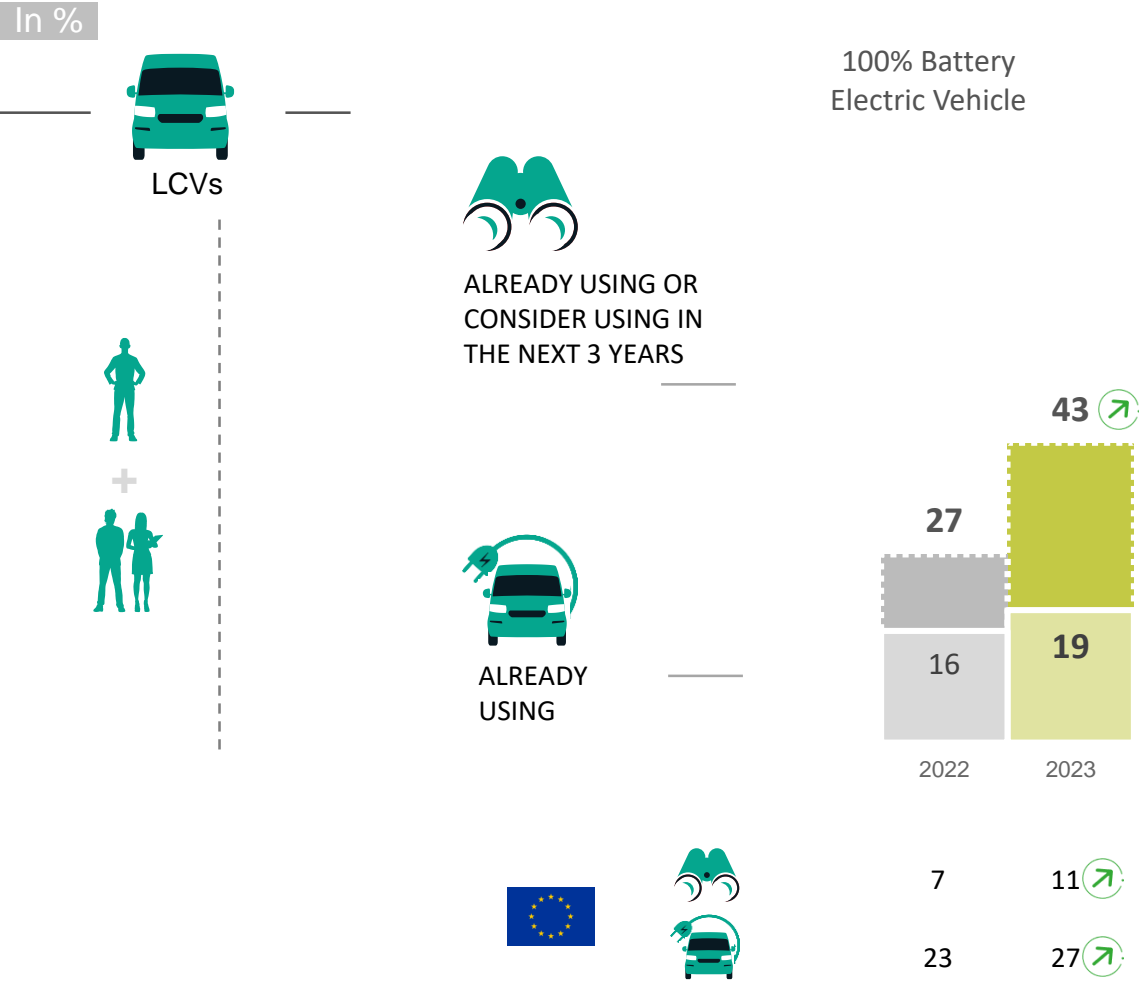 In %
100% Battery
Electric Vehicle
LCVs
ALREADY USING OR
CONSIDER USING IN
THE NEXT 3 YEARS
43
27
19
16
ALREADY
USING
2022 2023
7 11
23 27